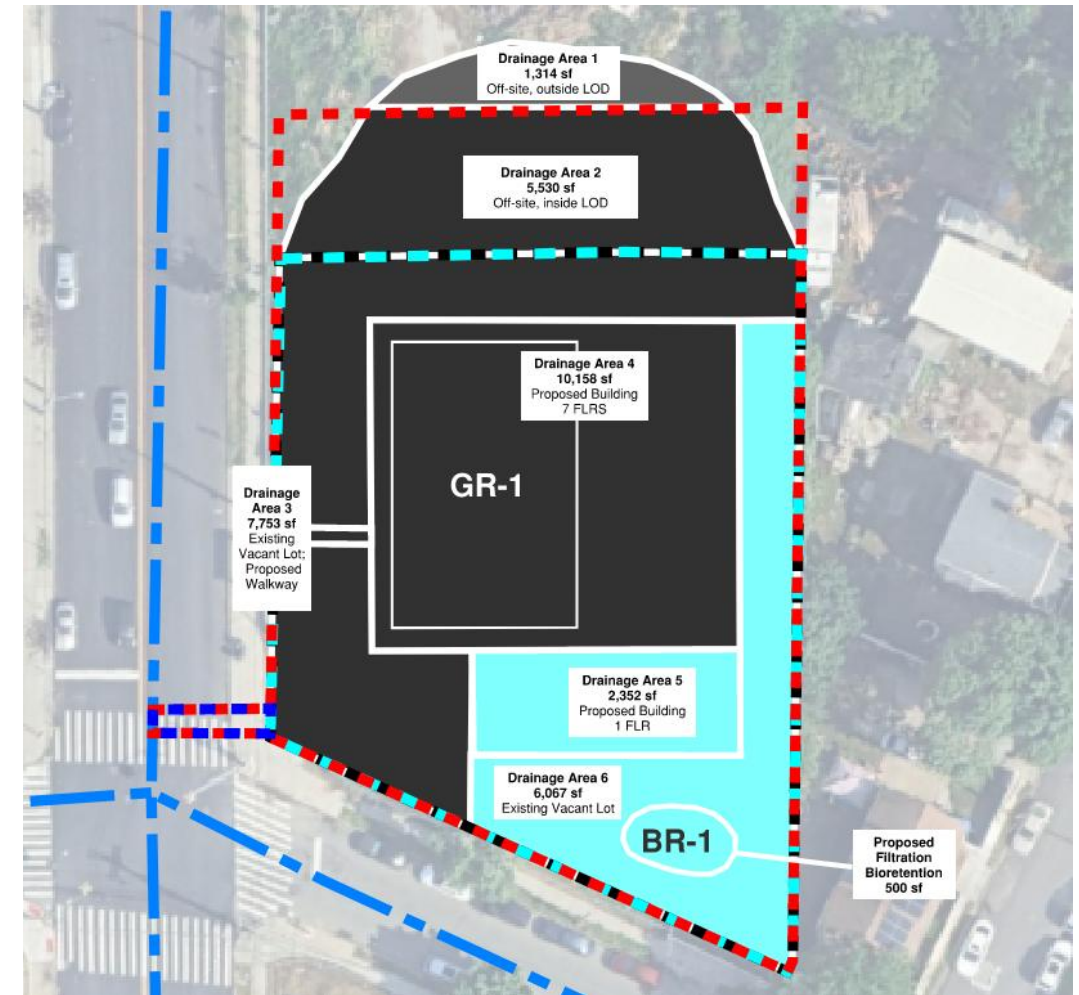 Drainage Area 1
1,314 sf
Off-site, outside LOD
Drainage Area 2
5,530 sf
Off-site, inside LOD
Drainage Area 4
10,158 sf
Proposed Building
7 FLRS
GR-1
Drainage
Area 3
7,753 sf
Existing
Vacant Lot;
Proposed
Walkway
Drainage Area 5
2,352 sf
Proposed Building
1 FLR
Drainage Area 6
6,067 sf
Existing Vacant Lot
BR-1
Proposed
Filtration
Bioretention
500 sf